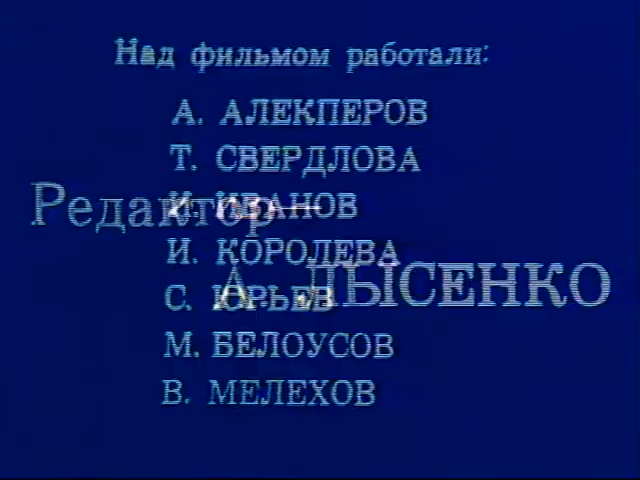 Над фильмом работали:
А. АЛЕКПЕРОВ
Т. СВЕРДЛОВА
И. ИВАНОВ
И. КОРОЛЕВА
С. ЮРЬЕВ
М. БЕЛОУСОВ
В. МЕЛЕХОВ
Редактор
А. ЛЫСЕНКО